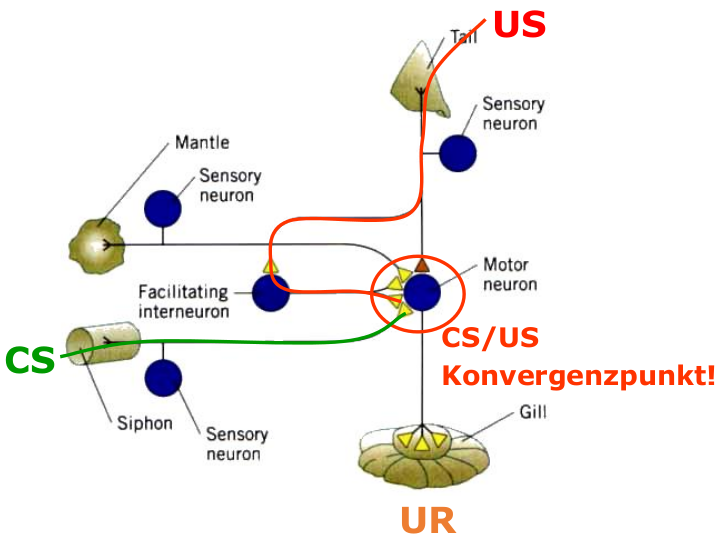 US
Tail
Sensory
neuron
Mantle
Sensory
neuron
Facilitating
interneuron
Motor
neuron
CS/US
Konvergenzpunkt!
CS
Siphon
Sensory
neuron
Gill
UR